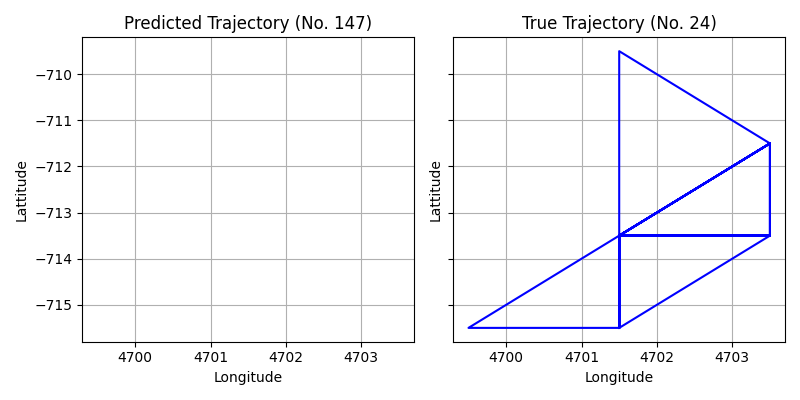 Predicted Trajectory (No. 147)
−710
−711
−712
−713
−714
−715
Lattitude
4700 4701 4702 4703
Longitude
True Trajectory (No. 24)
Lattitude
4700 4701 4702 4703
Longitude